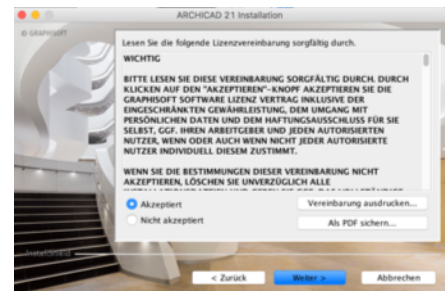 ARCHICAD 21 Installation
© GRAPHISOFT
Lesen Sie die folgende Lizenzvereinbarung sorgfältig durch.
WICHTIG
BITTE LESEN SIE DIESE VEREINBARUNG SORGFÄLTIG DURCH. DURCH
KLICKEN AUF DEN "AKZEPTIEREN"-KNOPF AKZEPTIEREN SIE DIE
GRAPHISOFT SOFTWARE LIZENZ VERTRAG INKLUSIVE DER
EINGESCHRÄNKTEN GEWÄHRLEISTUNG, DEM UMGANG MIT
PERSÖNLICHEN DATEN UND DEM HAFTUNGSAUSSCHLUSS FÜR SIE
SELBST, GGF. IHREN ARBEITGEBER UND JEDEN AUTORISIERTEN
NUTZER, WENN ODER AUCH WENN NICHT JEDER AUTORISIERTE
NUTZER INDIVIDUELL DIESEM ZUSTIMMT.
WENN SIE DIE BESTIMMUNGEN DIESER VEREINBARUNG NICHT
AKZEPTIEREN, LÖSCHEN SIE UNVERZÜGLICH ALLE
Akzeptiert
Vereinbarung ausdrucken...
Nicht akzeptiert
Als PDF sichern...
InstallShield
< Zurück
Weiter >
Abbrechen